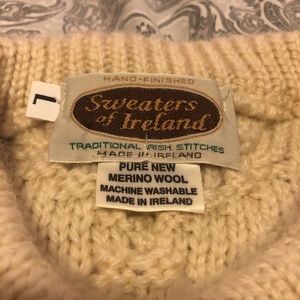 HAND-FINISHED
Sweaters
of Ireland
TRADITIONAL IRISH STITCHES
MADE IN IRELAND
L
PURE NEW
MERINO WOOL
MACHINE WASHABLE
MADE IN IRELAND